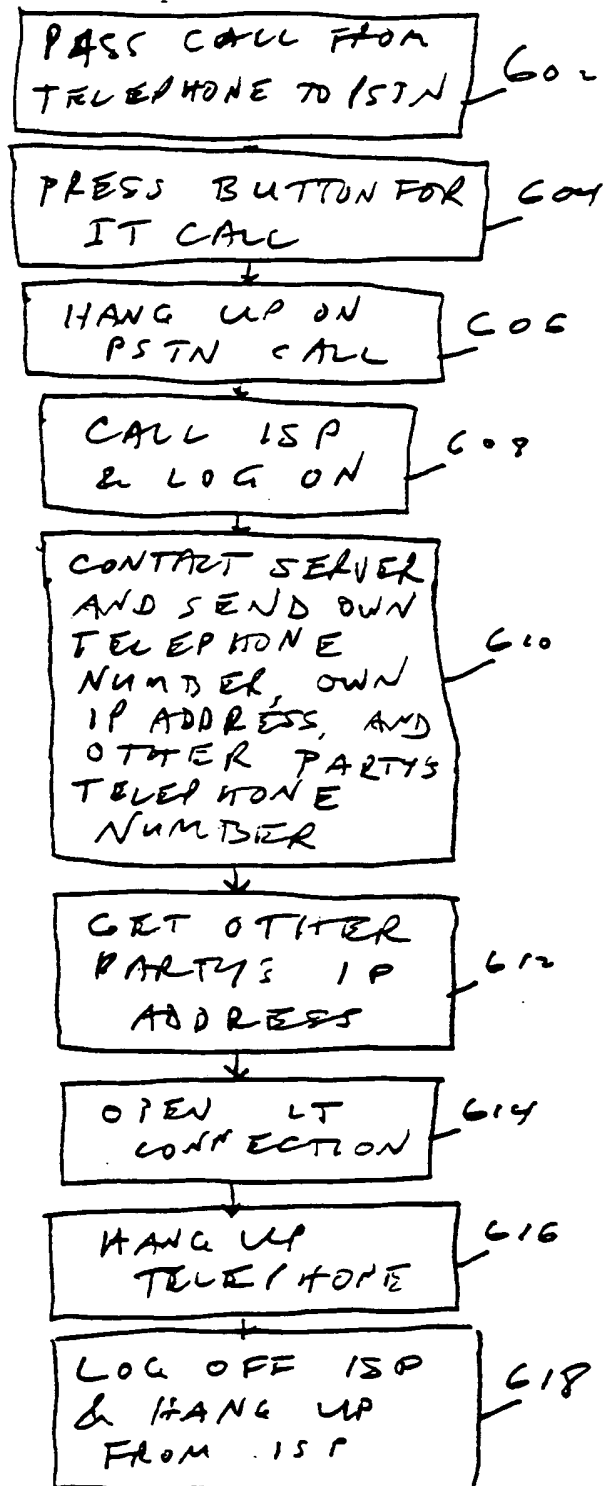 PASS CALL FROM
TELEPHONE TO PSTN
602
PRESS BUTTON FOR
IT CALL
604
HANG UP ON
PSTN CALL
606
CALL ISP
& LOG ON
608
CONTACT SERVER
AND SEND OWN
TELEPHONE
NUMBER, OWN
IP ADDRESS, AND
OTHER PARTY'S
TELEPHONE
NUMBER
610
GET OTHER
PARTY'S IP
ADDRESS
612
OPEN IT
CONNECTION
614
HANG UP
TELEPHONE
616
LOG OFF ISP
& HANG UP
FROM ISP
618